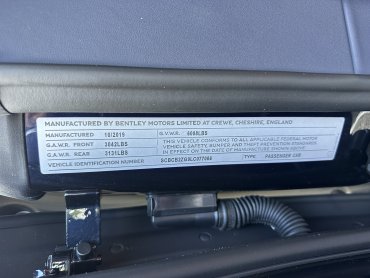 MANUFACTURED BY BENTLEY MOTORS LIMITED AT CREWE, CHESHIRE, ENGLAND
MANUFACTURED 10/2019 G.V.W.R.
G.A.W.R. FRONT 3042LBS THIS VEHICLE CONFORMS TO ALL APPLICABLE FEDERAL MOTOR
G.A.W.R. REAR 3131LBS VEHICLE SAFETY, BUMPER AND THEFT PREVENTION STANDARDS
IN EFFECT ON THE DATE OF MANUFACTURE SHOWN ABOVE
VEHICLE IDENTIFICATION NUMBER TYPE PASSENGER CAR